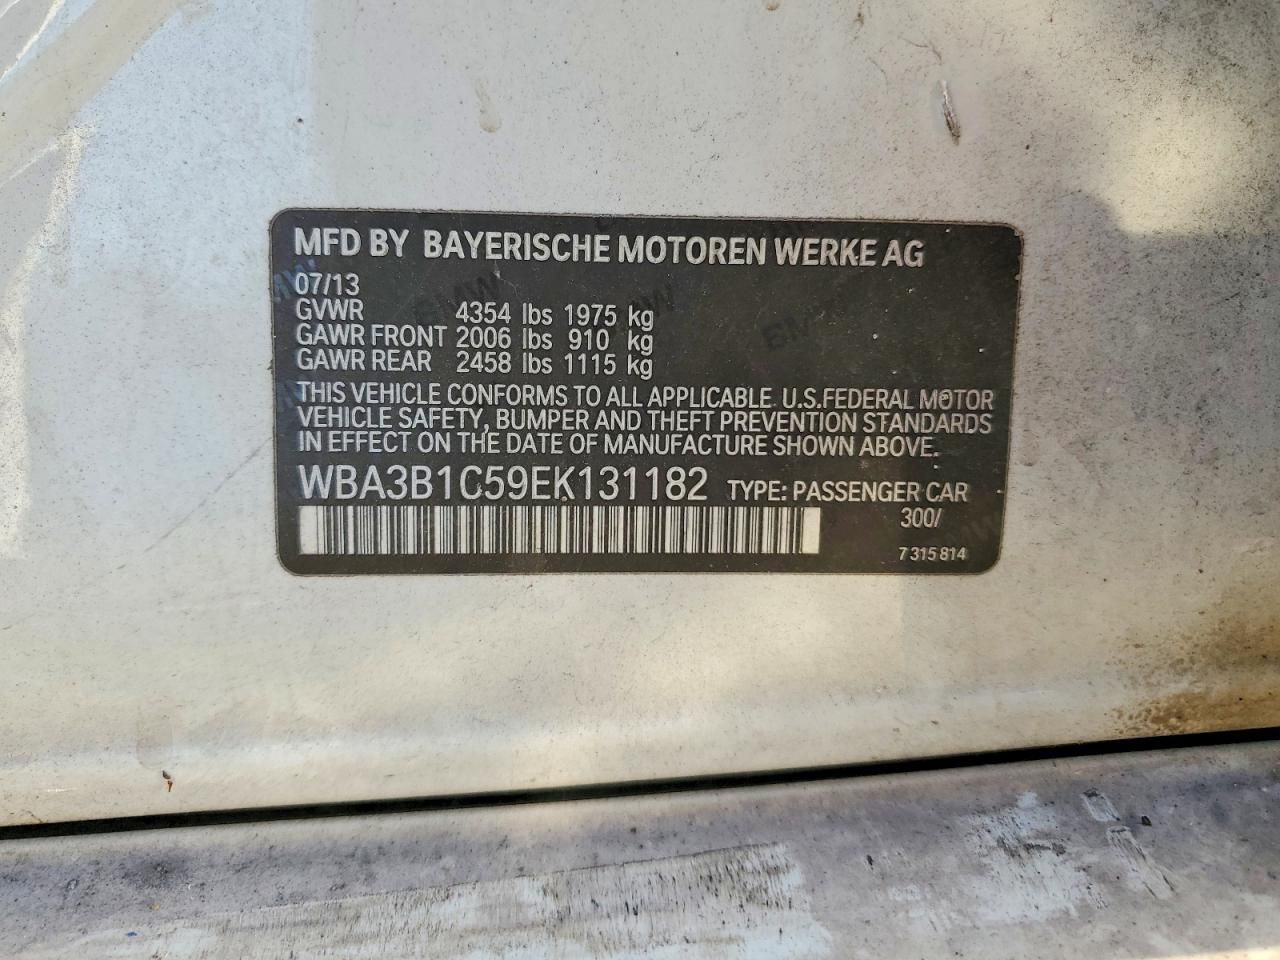 MFD BY BAYERISCHE MOTOREN WERKE AG
07/13
GVWR 4354 lbs 1975 kg
GAWR FRONT 2006 lbs 910 kg
GAWR REAR 2458 lbs 1115 kg
THIS VEHICLE CONFORMS TO ALL APPLICABLE U.S.FEDERAL MOTOR
VEHICLE SAFETY, BUMPER AND THEFT PREVENTION STANDARDS
IN EFFECT ON THE DATE OF MANUFACTURE SHOWN ABOVE.
WBA3B1C59EK131182 TYPE: PASSENGER CAR
300/
7 315 814